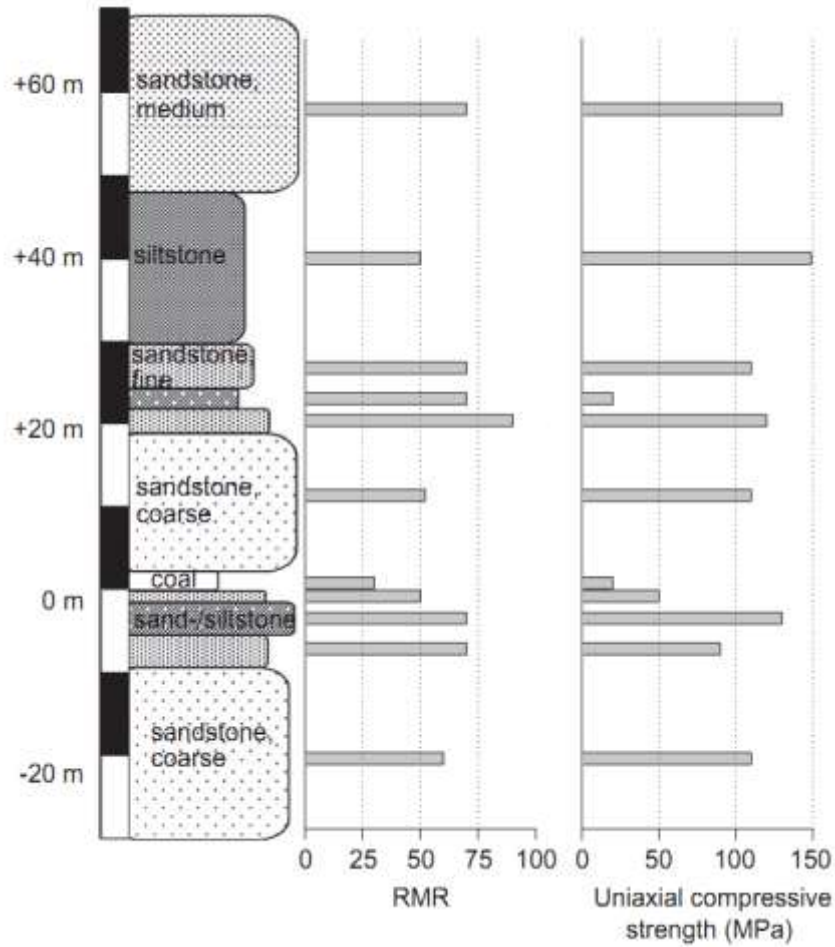 +60 m
sandstone,
medium
+40 m
siltstone
sandstone,
fine
+20 m
sandstone,
coarse
coal
0 m
sand-/siltstone
sandstone,
coarse
-20 m
0 25 50 75 100
RMR
0 50 100 150
Uniaxial compressive
strength (MPa)